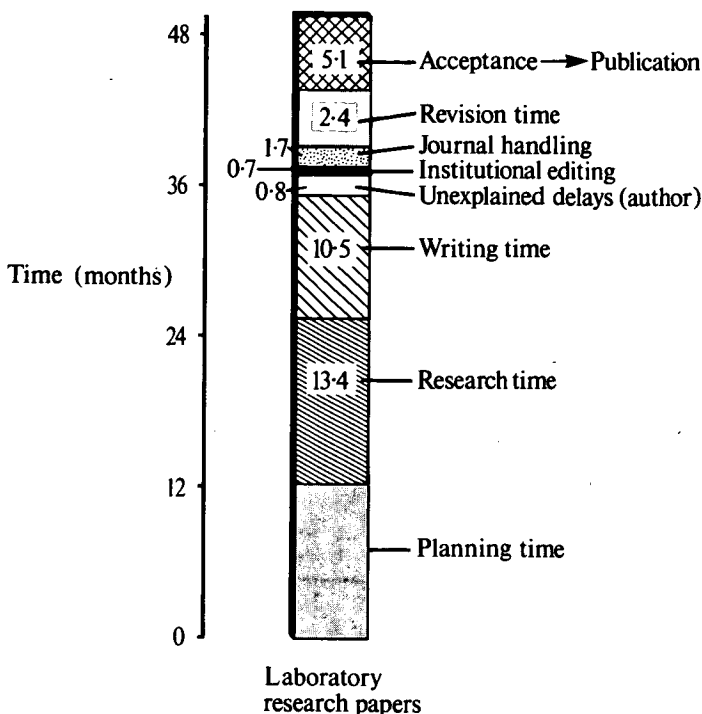 48
5·1 Acceptance → Publication
2·4 Revision time
1·7 Journal handling
0·7 Institutional editing
36
0·8 Unexplained delays (author)
10·5 Writing time
Time (months)
24
13·4 Research time
12
Planning time
0
Laboratory
research papers